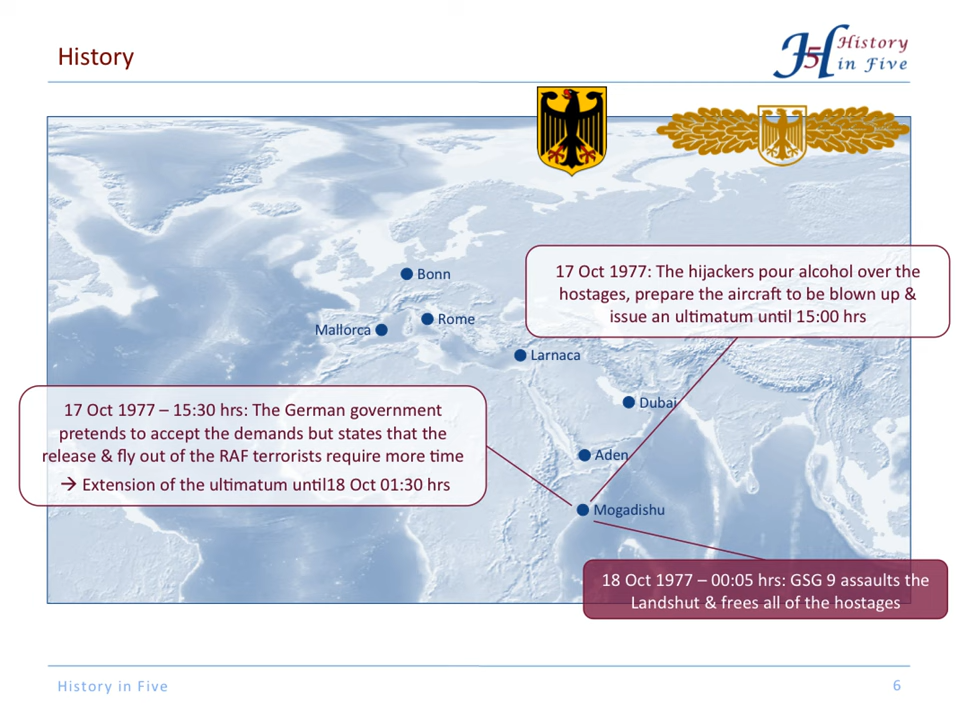 History
History
in Five
Bonn
17 Oct 1977: The hijackers pour alcohol over the
hostages, prepare the aircraft to be blown up &
issue an ultimatum until 15:00 hrs
Rome
Mallorca
Larnaca
Dubai
17 Oct 1977 – 15:30 hrs: The German government
pretends to accept the demands but states that the
release & fly out of the RAF terrorists require more time
→ Extension of the ultimatum until18 Oct 01:30 hrs
Aden
Mogadishu
18 Oct 1977 – 00:05 hrs: GSG 9 assaults the
Landshut & frees all of the hostages
History in Five
6